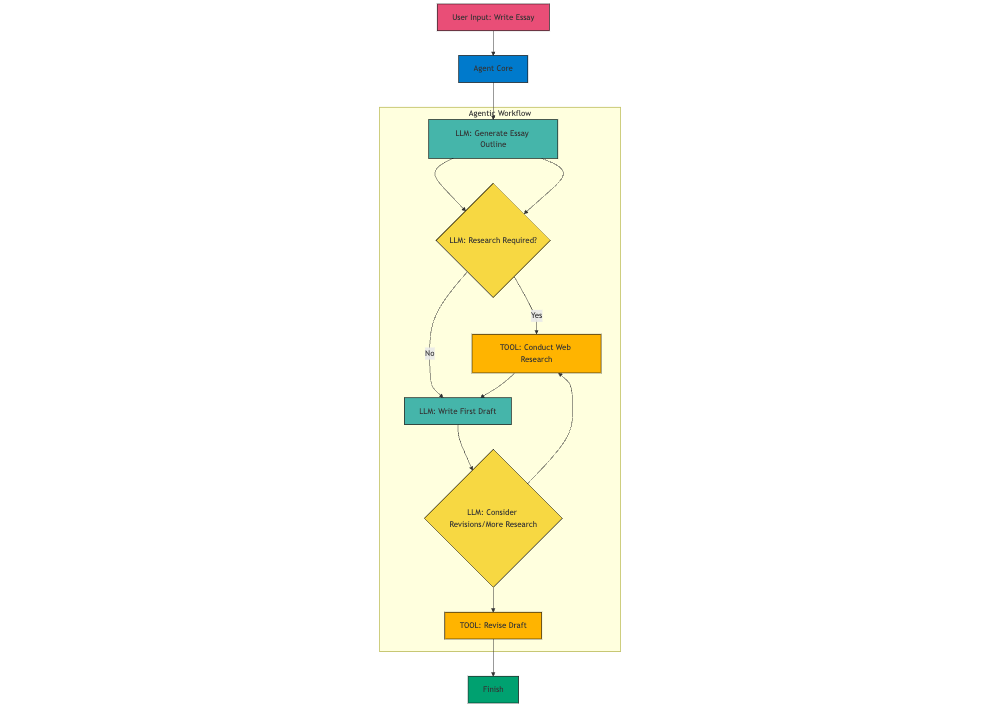 User Input: Write Essay
Agent Core
Agentic Workflow
LLM: Generate Essay
Outline
LLM: Research Required?
Yes
TOOL: Conduct Web
Research
No
LLM: Write First Draft
LLM: Consider
Revisions/More Research
TOOL: Revise Draft
Finish